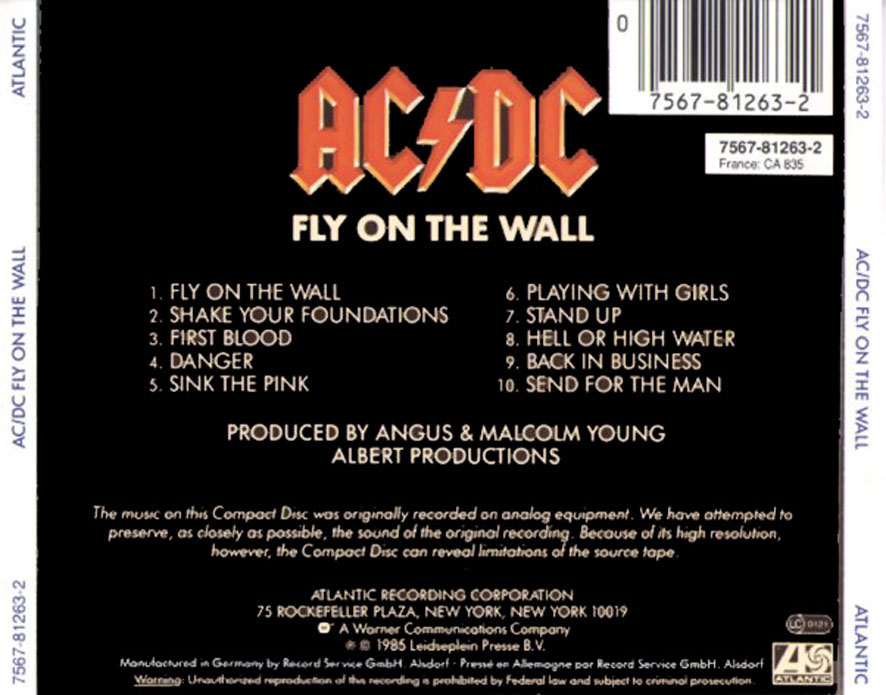 ATLANTIC
AC/DC FLY ON THE WALL
7567-81263-2
0
7567-81263-2
7567-81263-2
France: CA 835
AC/DC
FLY ON THE WALL
1. FLY ON THE WALL
2. SHAKE YOUR FOUNDATIONS
3. FIRST BLOOD
4. DANGER
5. SINK THE PINK
6. PLAYING WITH GIRLS
7. STAND UP
8. HELL OR HIGH WATER
9. BACK IN BUSINESS
10. SEND FOR THE MAN
PRODUCED BY ANGUS & MALCOLM YOUNG
ALBERT PRODUCTIONS
The music on this Compact Disc was originally recorded on analog equipment. We have attempted to
preserve, as closely as possible, the sound of the original recording. Because of its high resolution,
however, the Compact Disc can reveal limitations of the source tape.
ATLANTIC RECORDING CORPORATION
75 ROCKEFELLER PLAZA, NEW YORK, NEW YORK 10019
A Warner Communications Company
℗ © 1985 Leidseplein Presse B.V.
Manufactured in Germany by Record Service GmbH, Alsdorf · Pressé en Allemagne par Record Service GmbH, Alsdorf
Warning: Unauthorized reproduction of this recording is prohibited by Federal law and subject to criminal prosecution.
LC 0121
ATLANTIC
7567-81263-2
AC/DC FLY ON THE WALL
ATLANTIC